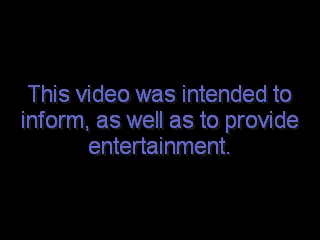 This video was intended to
inform, as well as to provide
entertainment.